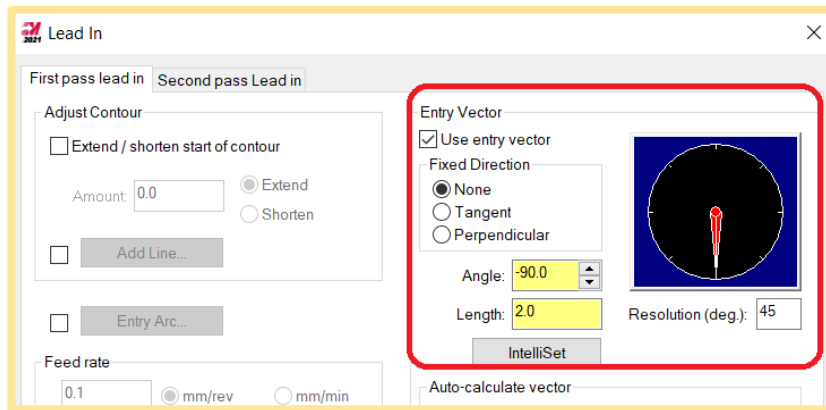 2021 Lead In
First pass lead in Second pass Lead in
Adjust Contour
Extend / shorten start of contour
Amount: 0.0
Extend
Shorten
Add Line...
Entry Arc...
Feed rate
0.1 mm/rev mm/min
Entry Vector
Use entry vector
Fixed Direction
None
Tangent
Perpendicular
Angle: -90.0
Length: 2.0 Resolution (deg.): 45
IntelliSet
Auto-calculate vector